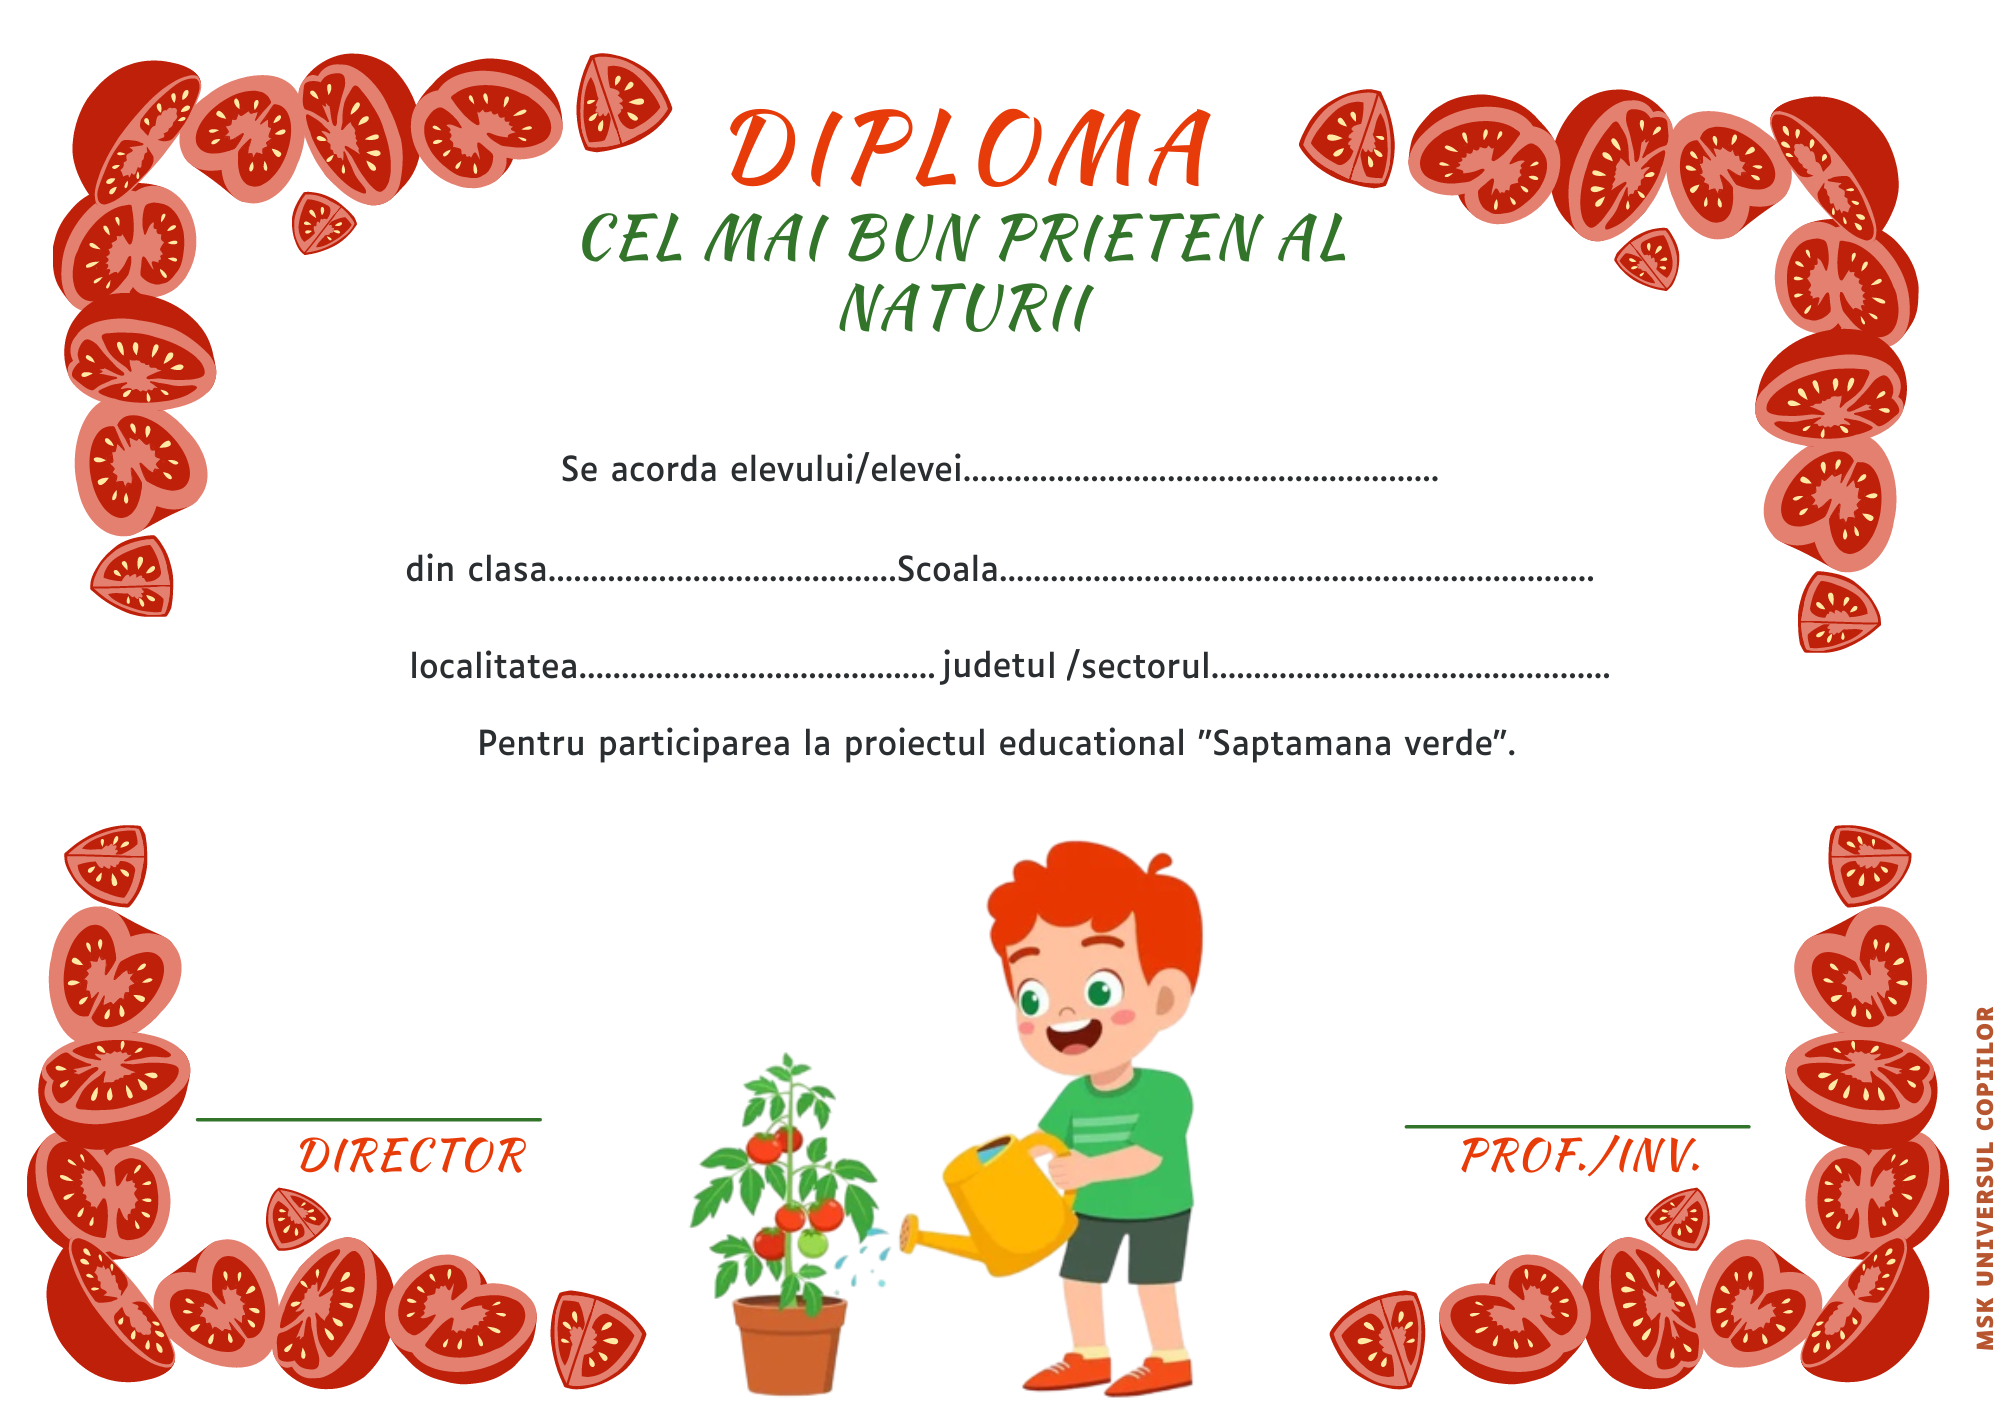 DIPLOMA
CEL MAI BUN PRIETEN AL
NATURII
Se acorda elevului/elevei........................................................
din clasa.........................................Scoala......................................................................
localitatea.......................................... judetul /sectorul...............................................
Pentru participarea la proiectul educational ”Saptamana verde”.
DIRECTOR
PROF./INV.
MSK UNIVERSUL COPIILOR